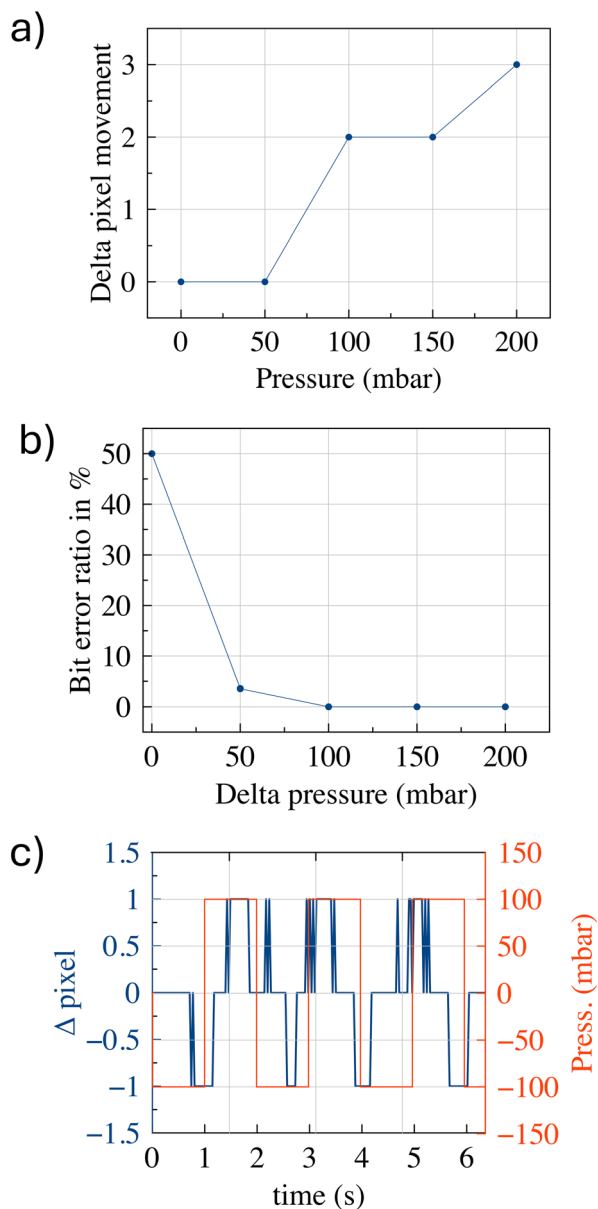 a)
Delta pixel movement
3
2
1
0
0 50 100 150 200
Pressure (mbar)
b)
Bit error ratio in %
50
40
30
20
10
0
0 50 100 150 200
Delta pressure (mbar)
c)
Δ pixel
1.5
1
0.5
0
−0.5
−1
−1.5
150
100
50
0
−50
−100
−150
Press. (mbar)
0 1 2 3 4 5 6
time (s)